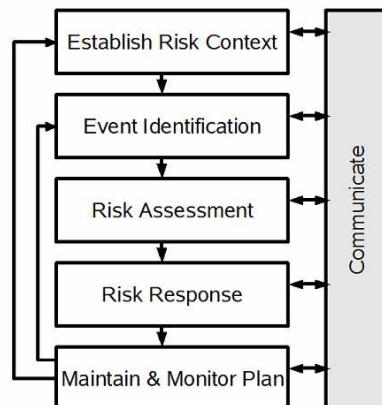 Establish Risk Context
Event Identification
Risk Assessment
Risk Response
Maintain & Monitor Plan
Communicate